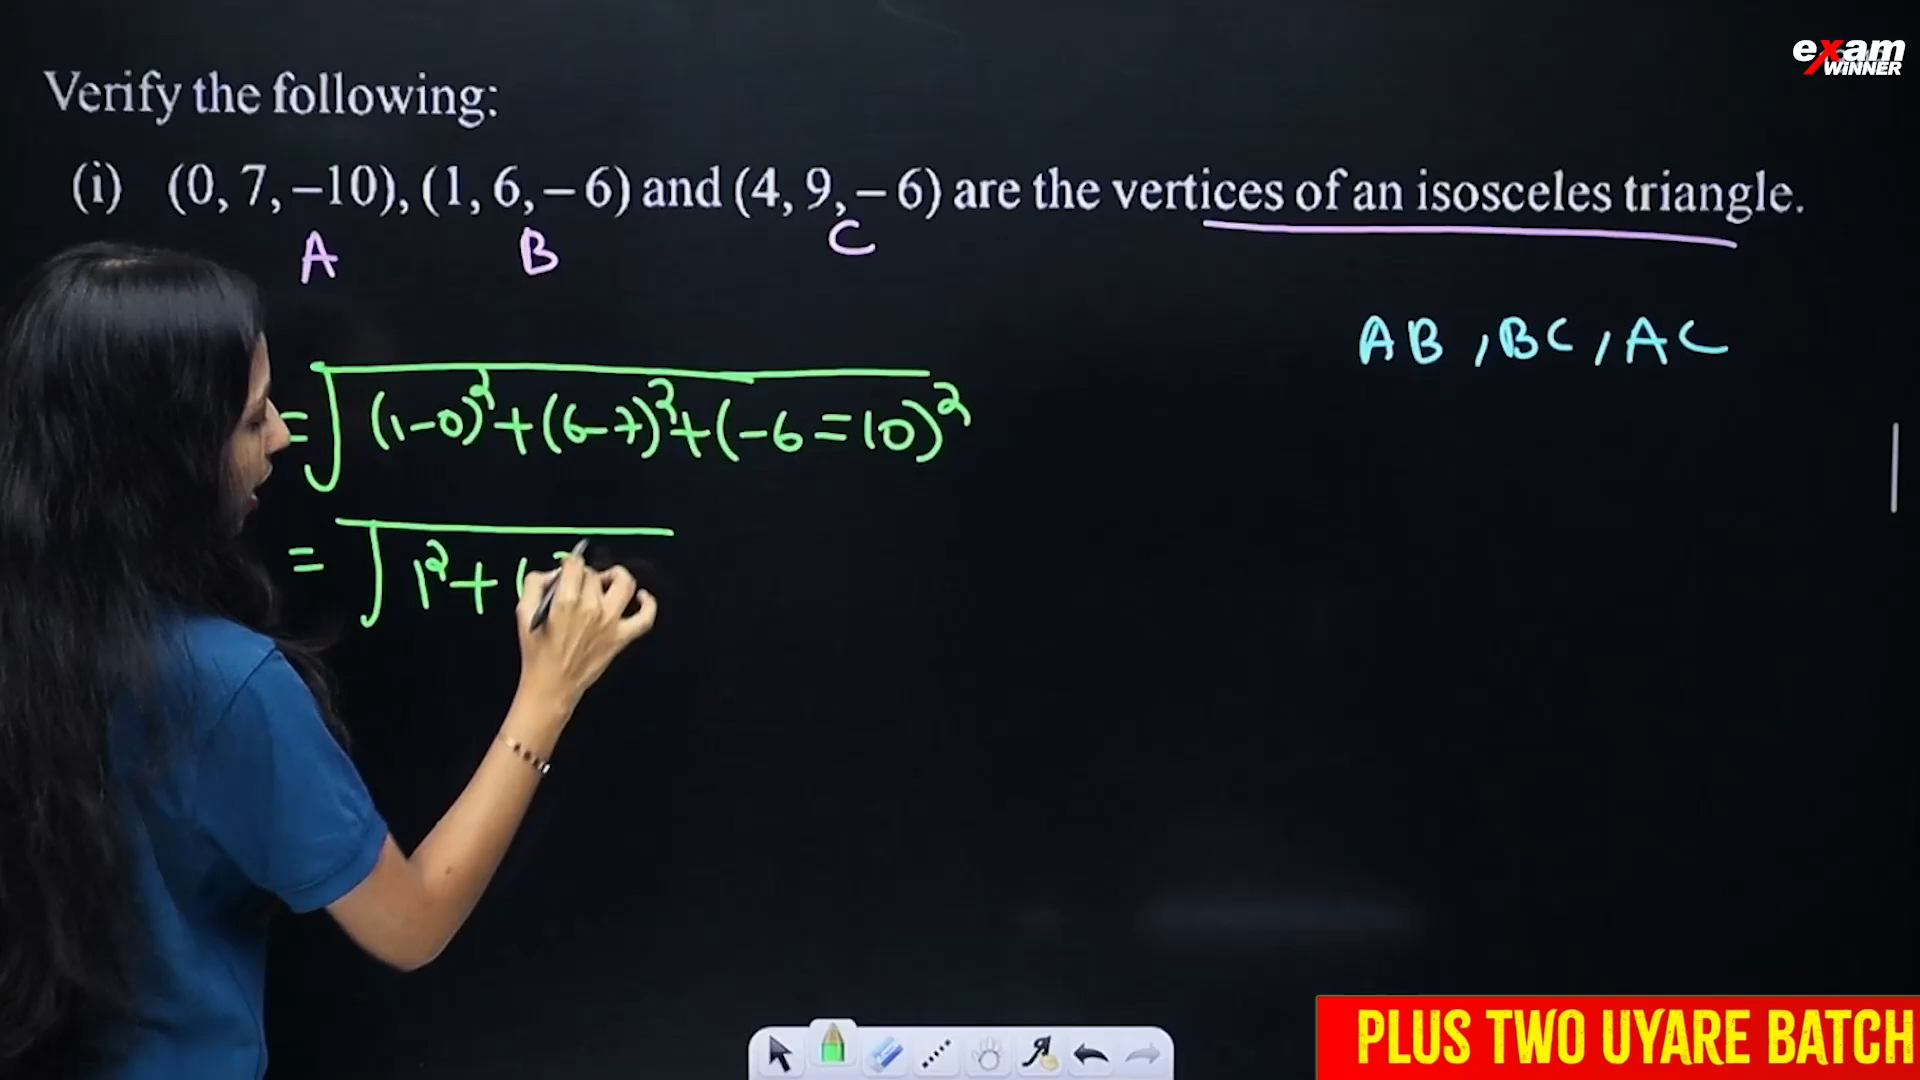 exam
WINNER
Verify the following:
(i) (0, 7, –10), (1, 6, – 6) and (4, 9, – 6) are the vertices of an isosceles triangle.
A B C
AB, BC, AC
= √(1-0)²+(6-7)²+(-6=10)²
= √1²+
PLUS TWO UYARE BATCH